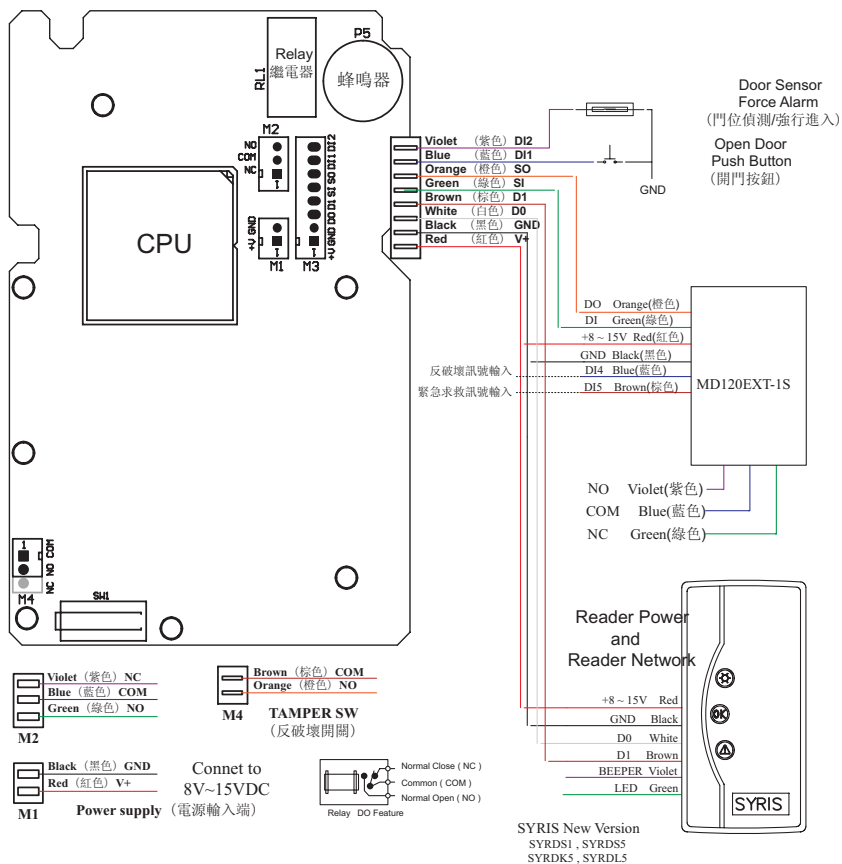 P5
Relay
繼電器
RL1
蜂鳴器
M2
NO
COM
NC
1
+V GND
1
M1
+V GND D0 D1 SI SO DI1 DI2
1
M3
CPU
Violet (紫色) DI2
Blue (藍色) DI1
Orange (橙色) SO
Green (綠色) SI
Brown (棕色) D1
White (白色) D0
Black (黑色) GND
Red (紅色) V+
Door Sensor
Force Alarm
(門位偵測/強行進入)
Open Door
Push Button
(開門按鈕)
GND
DO Orange(橙色)
DI Green(綠色)
+8 ~ 15V Red(紅色)
GND Black(黑色)
反破壞訊號輸入 DI4 Blue(藍色)
緊急求救訊號輸入 DI5 Brown(棕色)
MD120EXT-1S
NO Violet(紫色)
COM Blue(藍色)
NC Green(綠色)
1
NC NO COM
M4
SW1
Reader Power
and
Reader Network
+8 ~ 15V Red
GND Black
D0 White
D1 Brown
BEEPER Violet
LED Green
OK
SYRIS
SYRIS New Version
SYRDS1 , SYRDS5
SYRDK5 , SYRDL5
Violet (紫色) NC
Blue (藍色) COM
Green (綠色) NO
M2
Brown (棕色) COM
Orange (橙色) NO
M4
TAMPER SW
(反破壞開關)
Black (黑色) GND
Red (紅色) V+
M1
Connet to
8V~15VDC
Power supply (電源輸入端)
Normal Close ( NC )
Common ( COM )
Normal Open ( NO )
Relay DO Feature